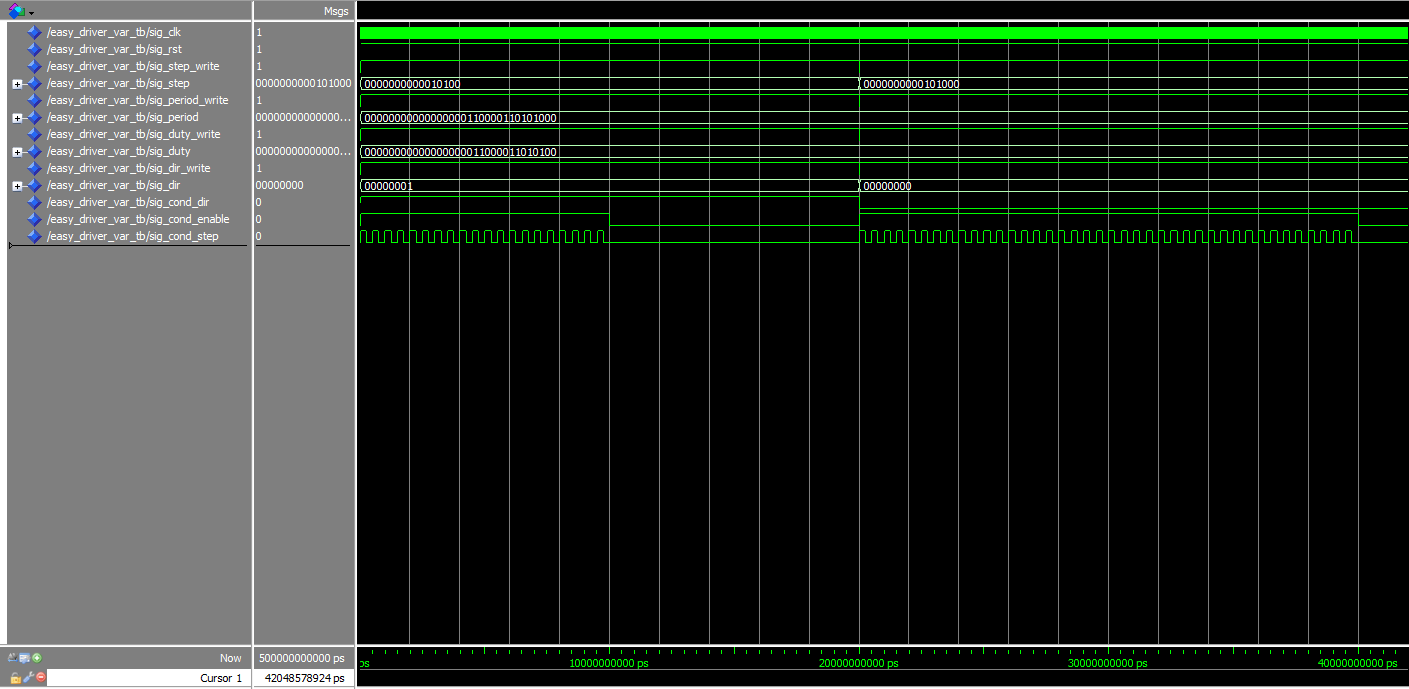 Msgs
/easy_driver_var_tb/sig_clk 1
/easy_driver_var_tb/sig_rst 1
/easy_driver_var_tb/sig_step_write 1
/easy_driver_var_tb/sig_step 0000000000101000 0000000000010100 0000000000101000
/easy_driver_var_tb/sig_period_write 1
/easy_driver_var_tb/sig_period 00000000000000... 00000000000000000110000110101000
/easy_driver_var_tb/sig_duty_write 1
/easy_driver_var_tb/sig_duty 00000000000000... 00000000000000000011000011010100
/easy_driver_var_tb/sig_dir_write 1
/easy_driver_var_tb/sig_dir 00000000 00000001 00000000
/easy_driver_var_tb/sig_cond_dir 0
/easy_driver_var_tb/sig_cond_enable 0
/easy_driver_var_tb/sig_cond_step 0
Now 500000000000 ps ps 10000000000 ps 20000000000 ps 30000000000 ps 40000000000 ps
Cursor 1 42048578924 ps